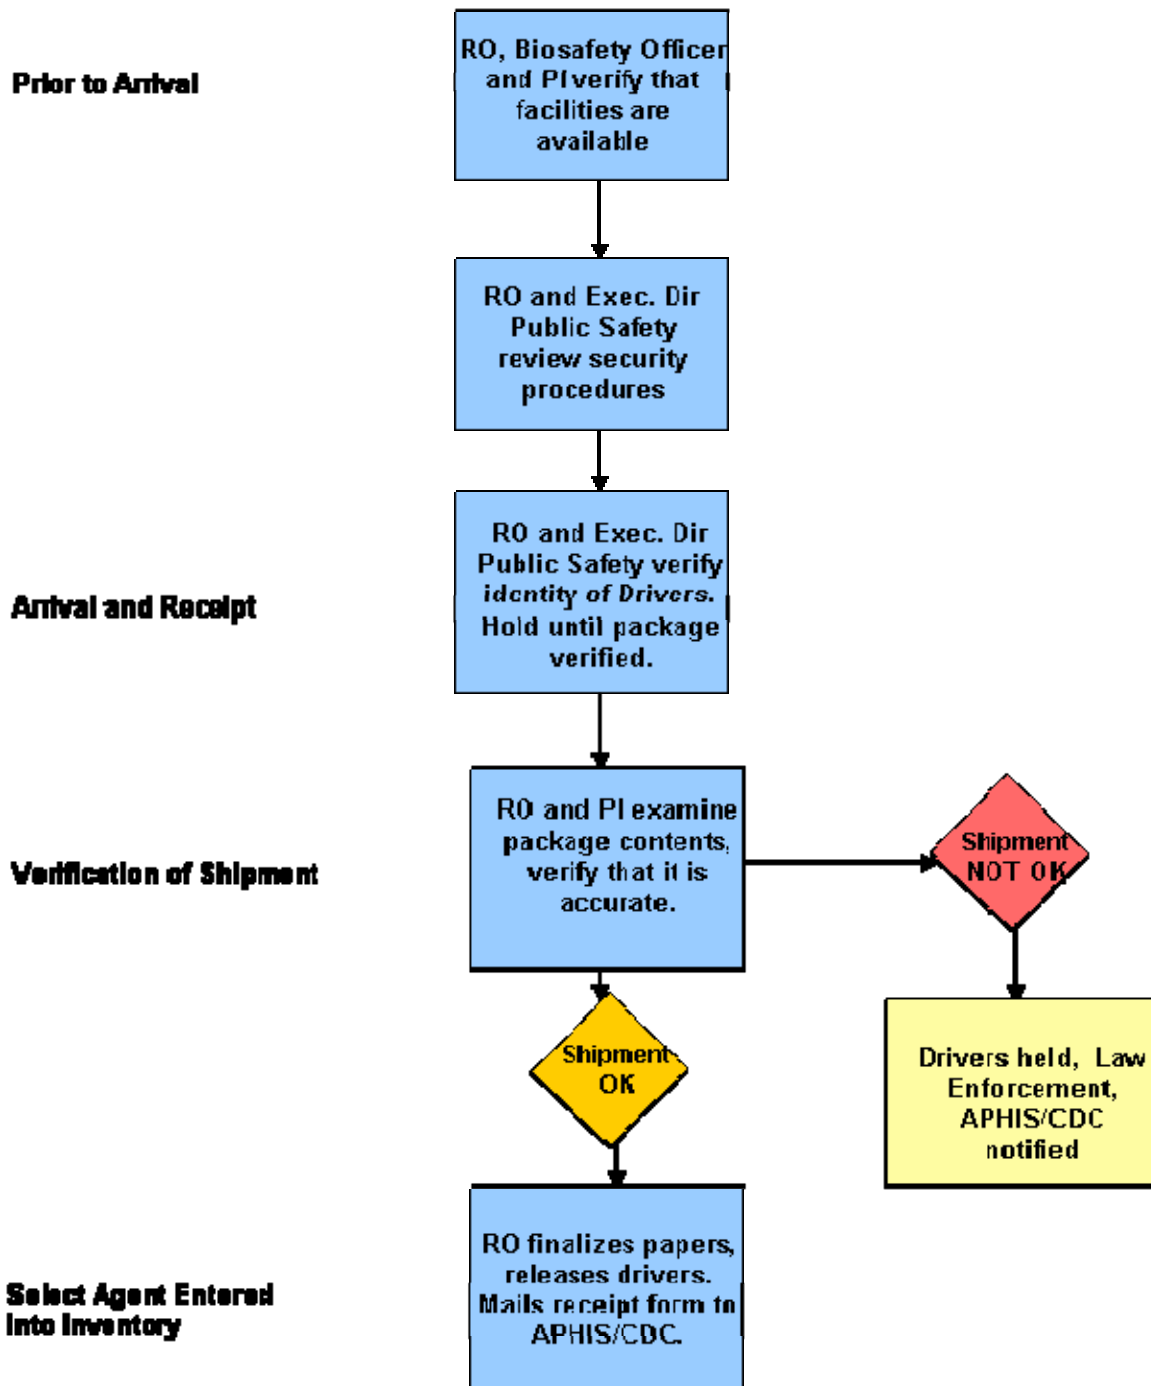 Prior to Arrival
RO, Biosafety Officer
and PI verify that
facilities are
available
RO and Exec. Dir
Public Safety
review security
procedures
Arrival and Receipt
RO and Exec. Dir
Public Safety verify
identity of Drivers.
Hold until package
verified.
Verification of Shipment
RO and PI examine
package contents,
verify that it is
accurate.
Shipment
NOT OK
Shipment
OK
Drivers held, Law
Enforcement,
APHIS/CDC
notified
Select Agent Entered
into Inventory
RO finalizes papers,
releases drivers.
Mails receipt form to
APHIS/CDC.